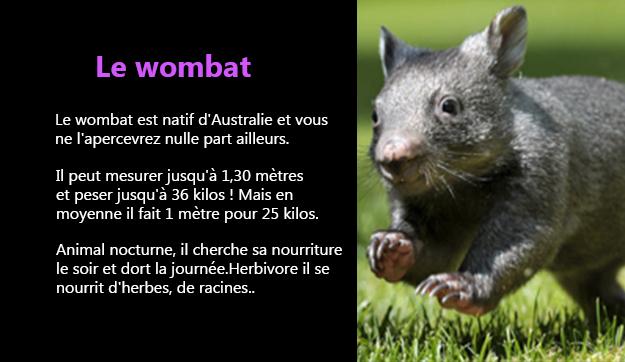 Le wombat
Le wombat est natif d'Australie et vous
ne l'apercevrez nulle part ailleurs.
Il peut mesurer jusqu'à 1,30 mètres
et peser jusqu'à 36 kilos ! Mais en
moyenne il fait 1 mètre pour 25 kilos.
Animal nocturne, il cherche sa nourriture
le soir et dort la journée.Herbivore il se
nourrit d'herbes, de racines..